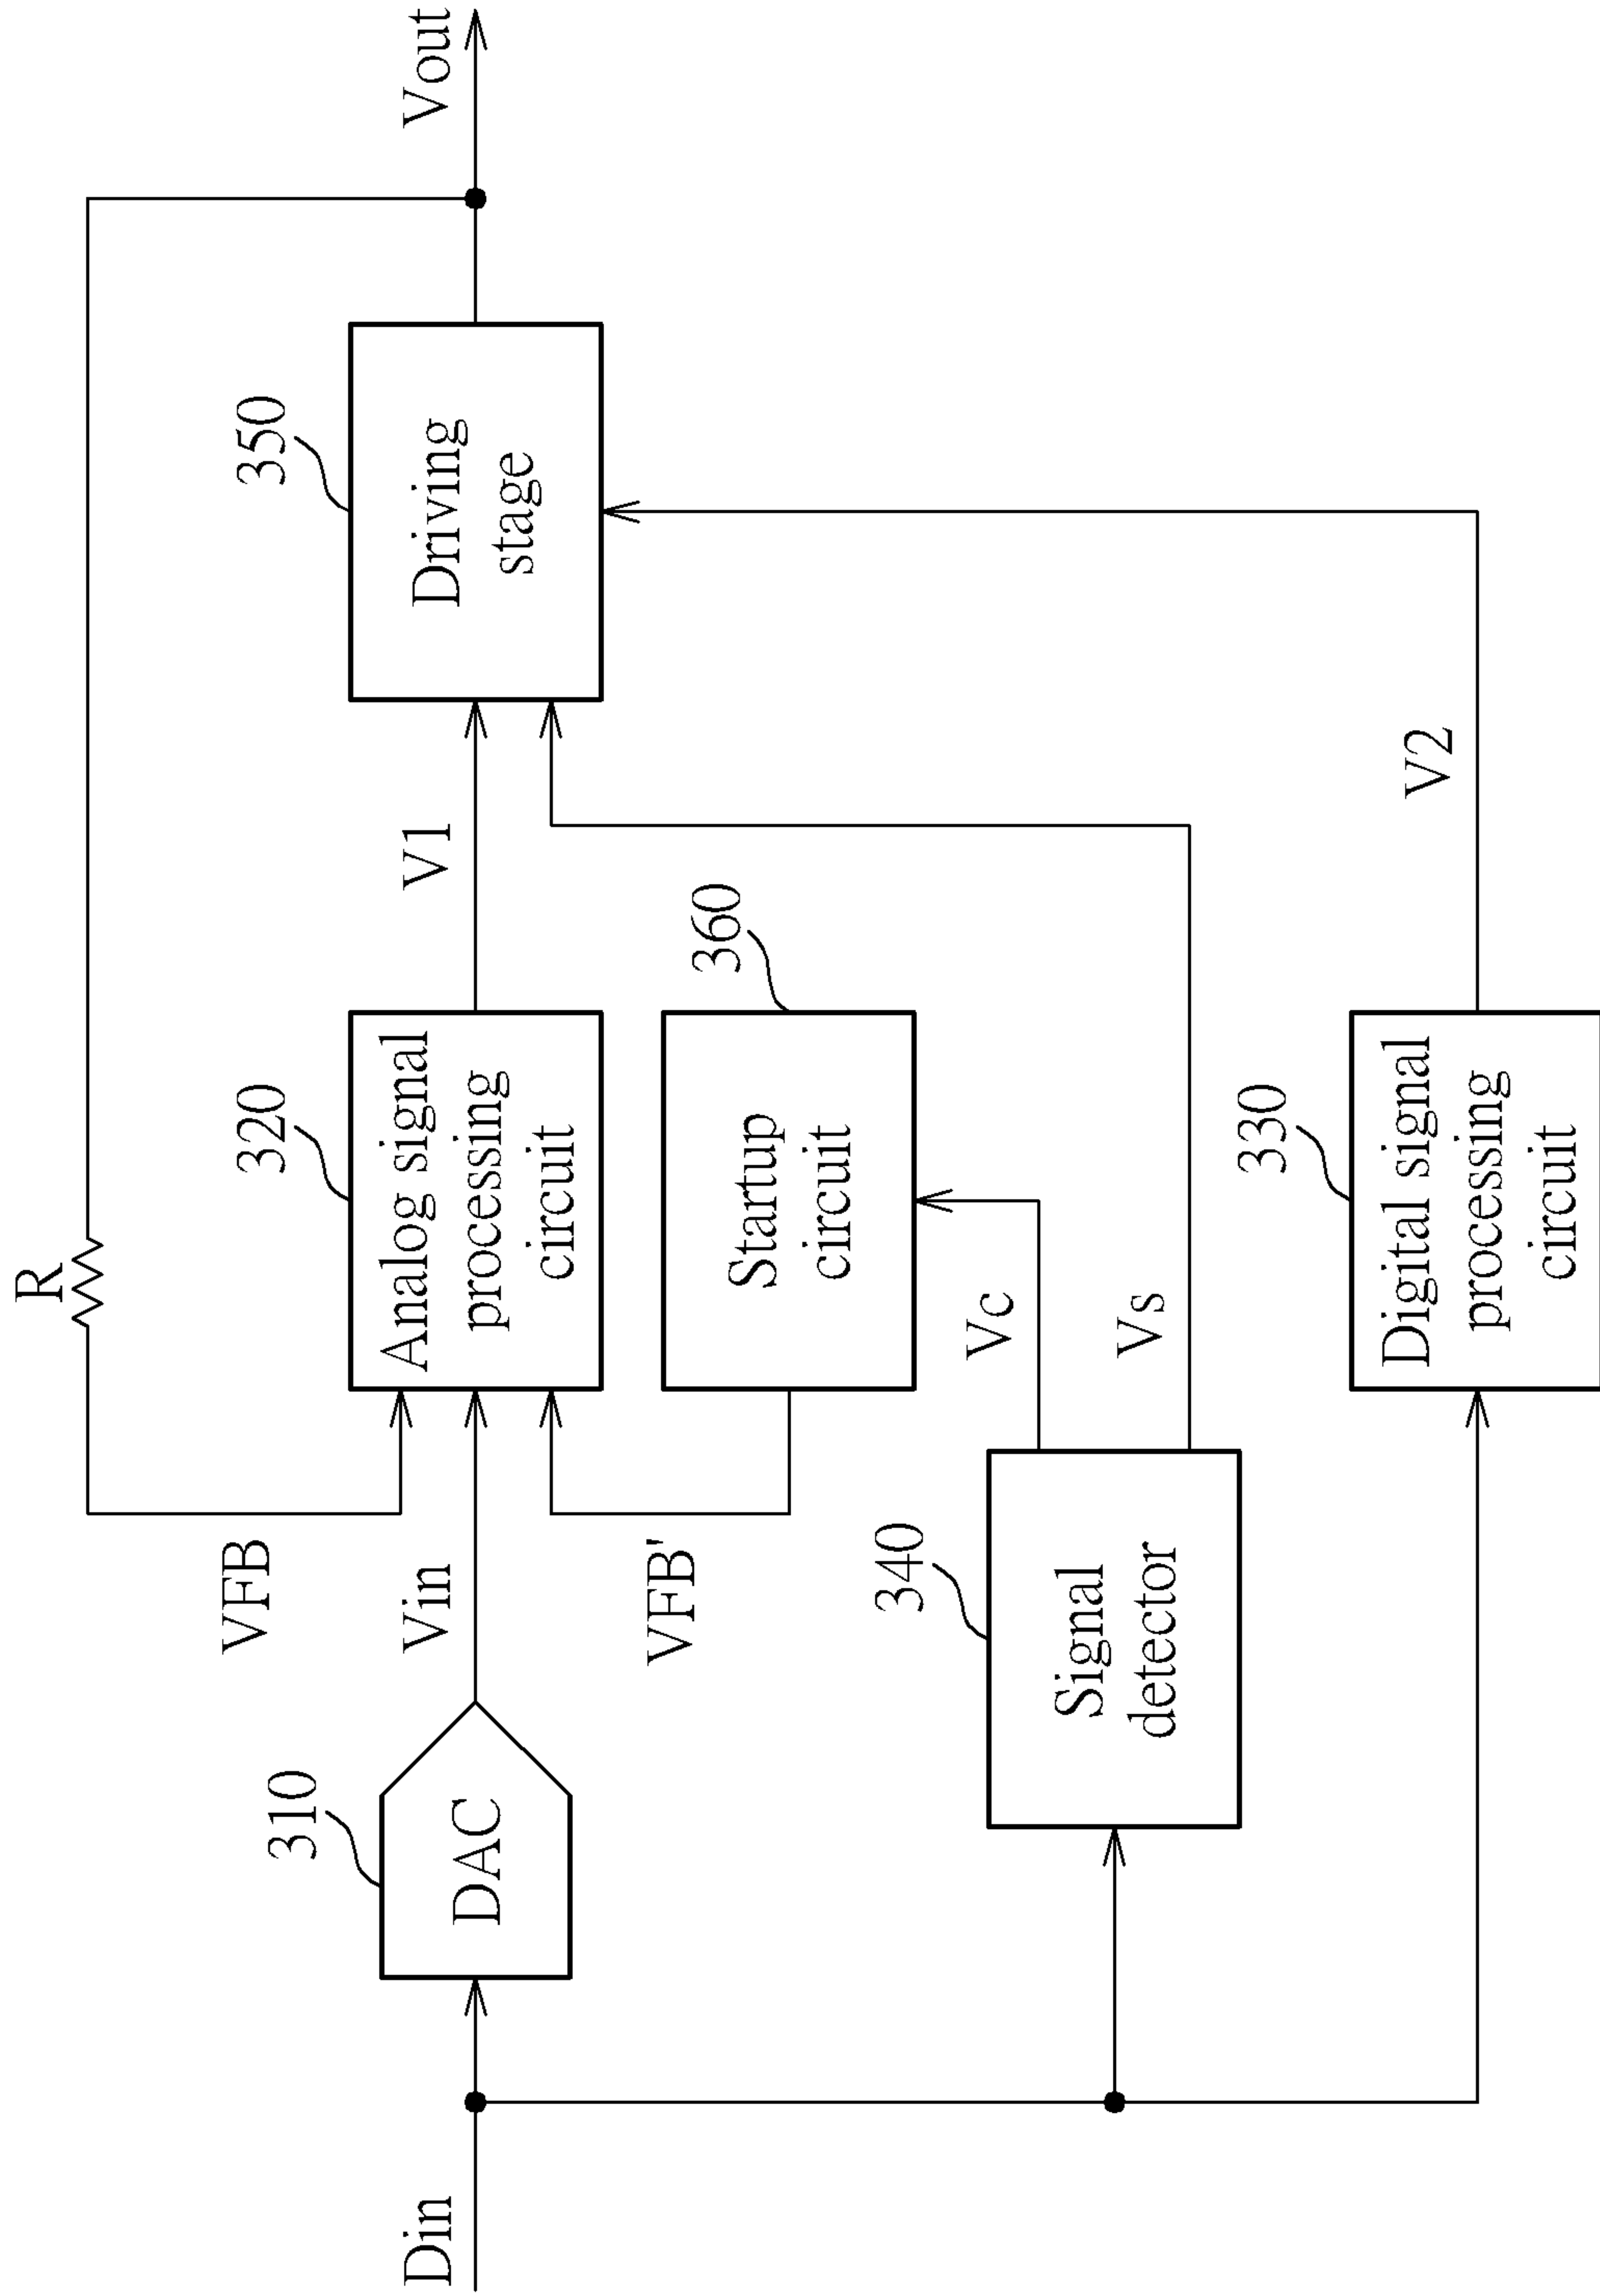 R
VFB
Vin
VFB'
Vout
Din
310
DAC
320
Analog signal
processing
circuit
V1
350
Driving
stage
360
Startup
circuit
340
Signal
detector
Vc
Vs
330
Digital signal
processing
circuit
V2